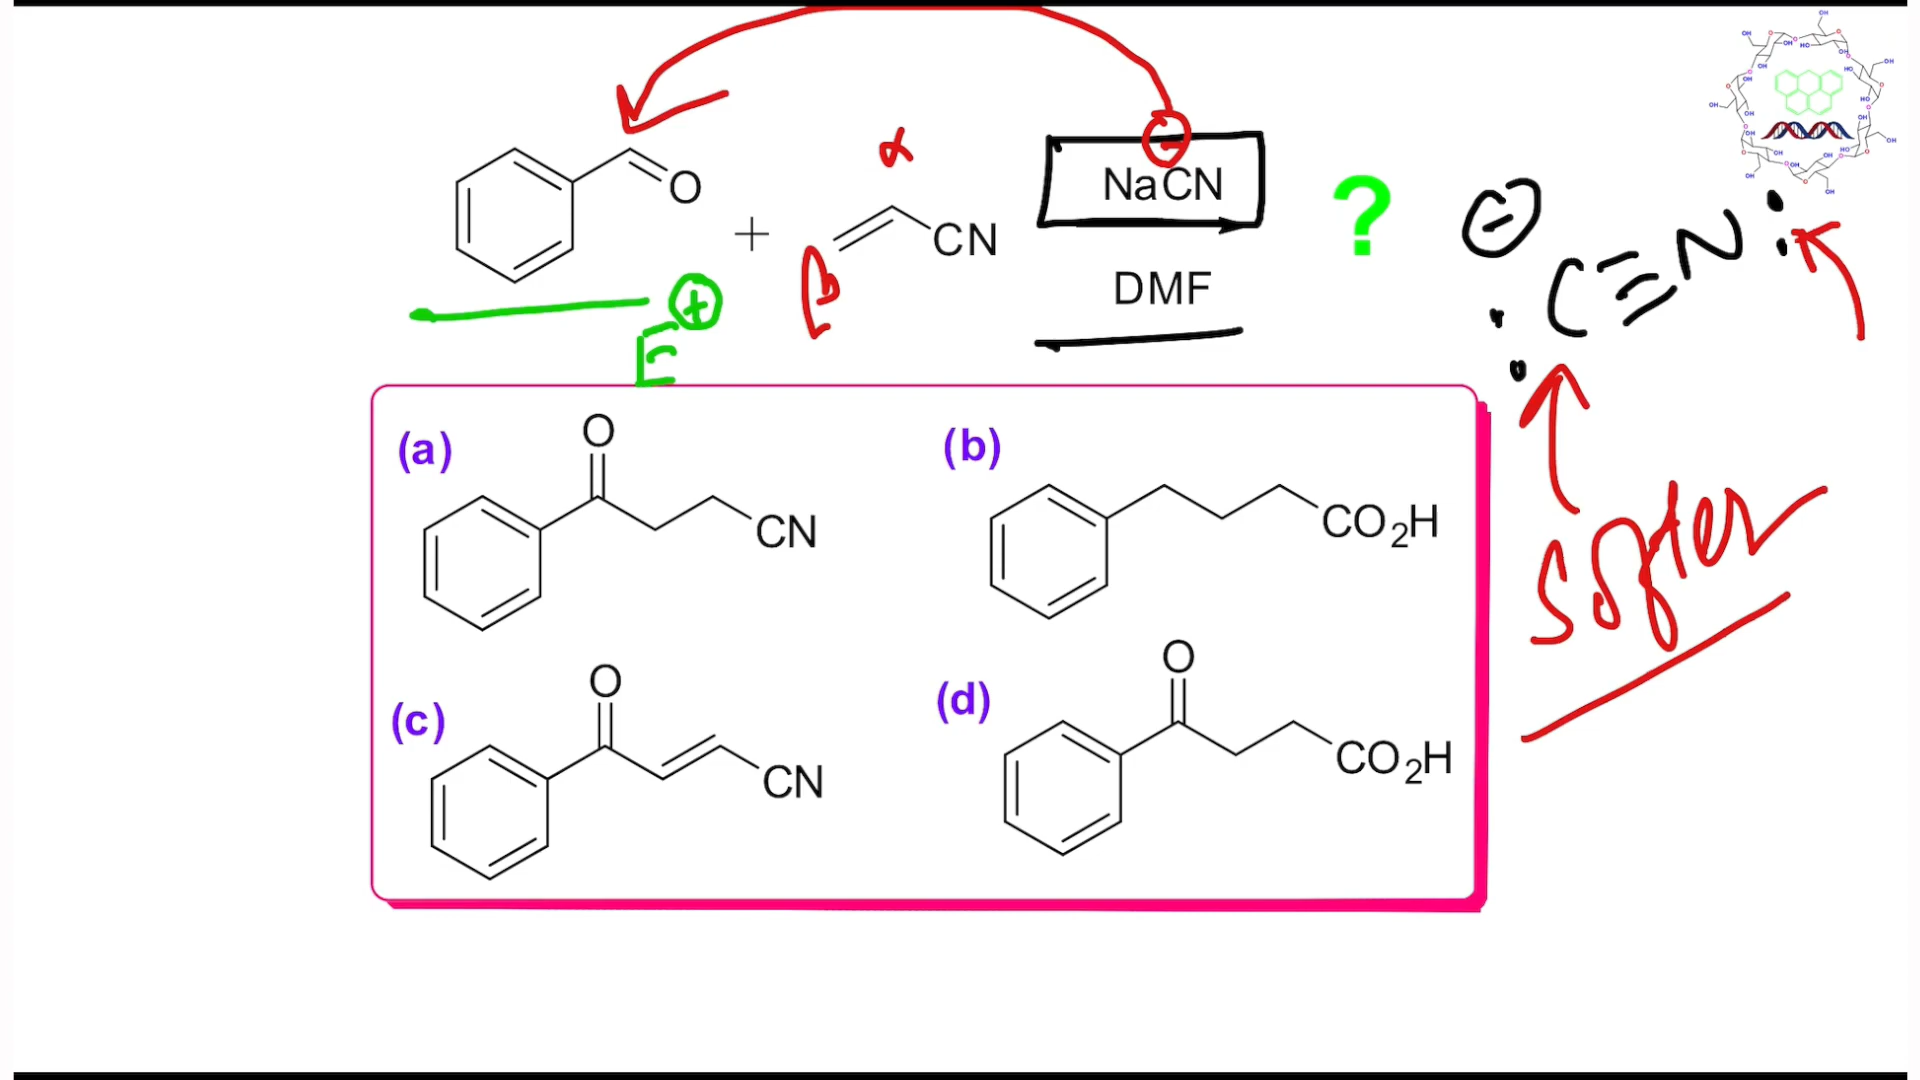 α
O
+
CN
β
NaCN
DMF
?
⊖
:C≡N:
⊕
E
softer
(a)
O
CN
(b)
CO2H
(c)
O
CN
(d)
O
CO2H